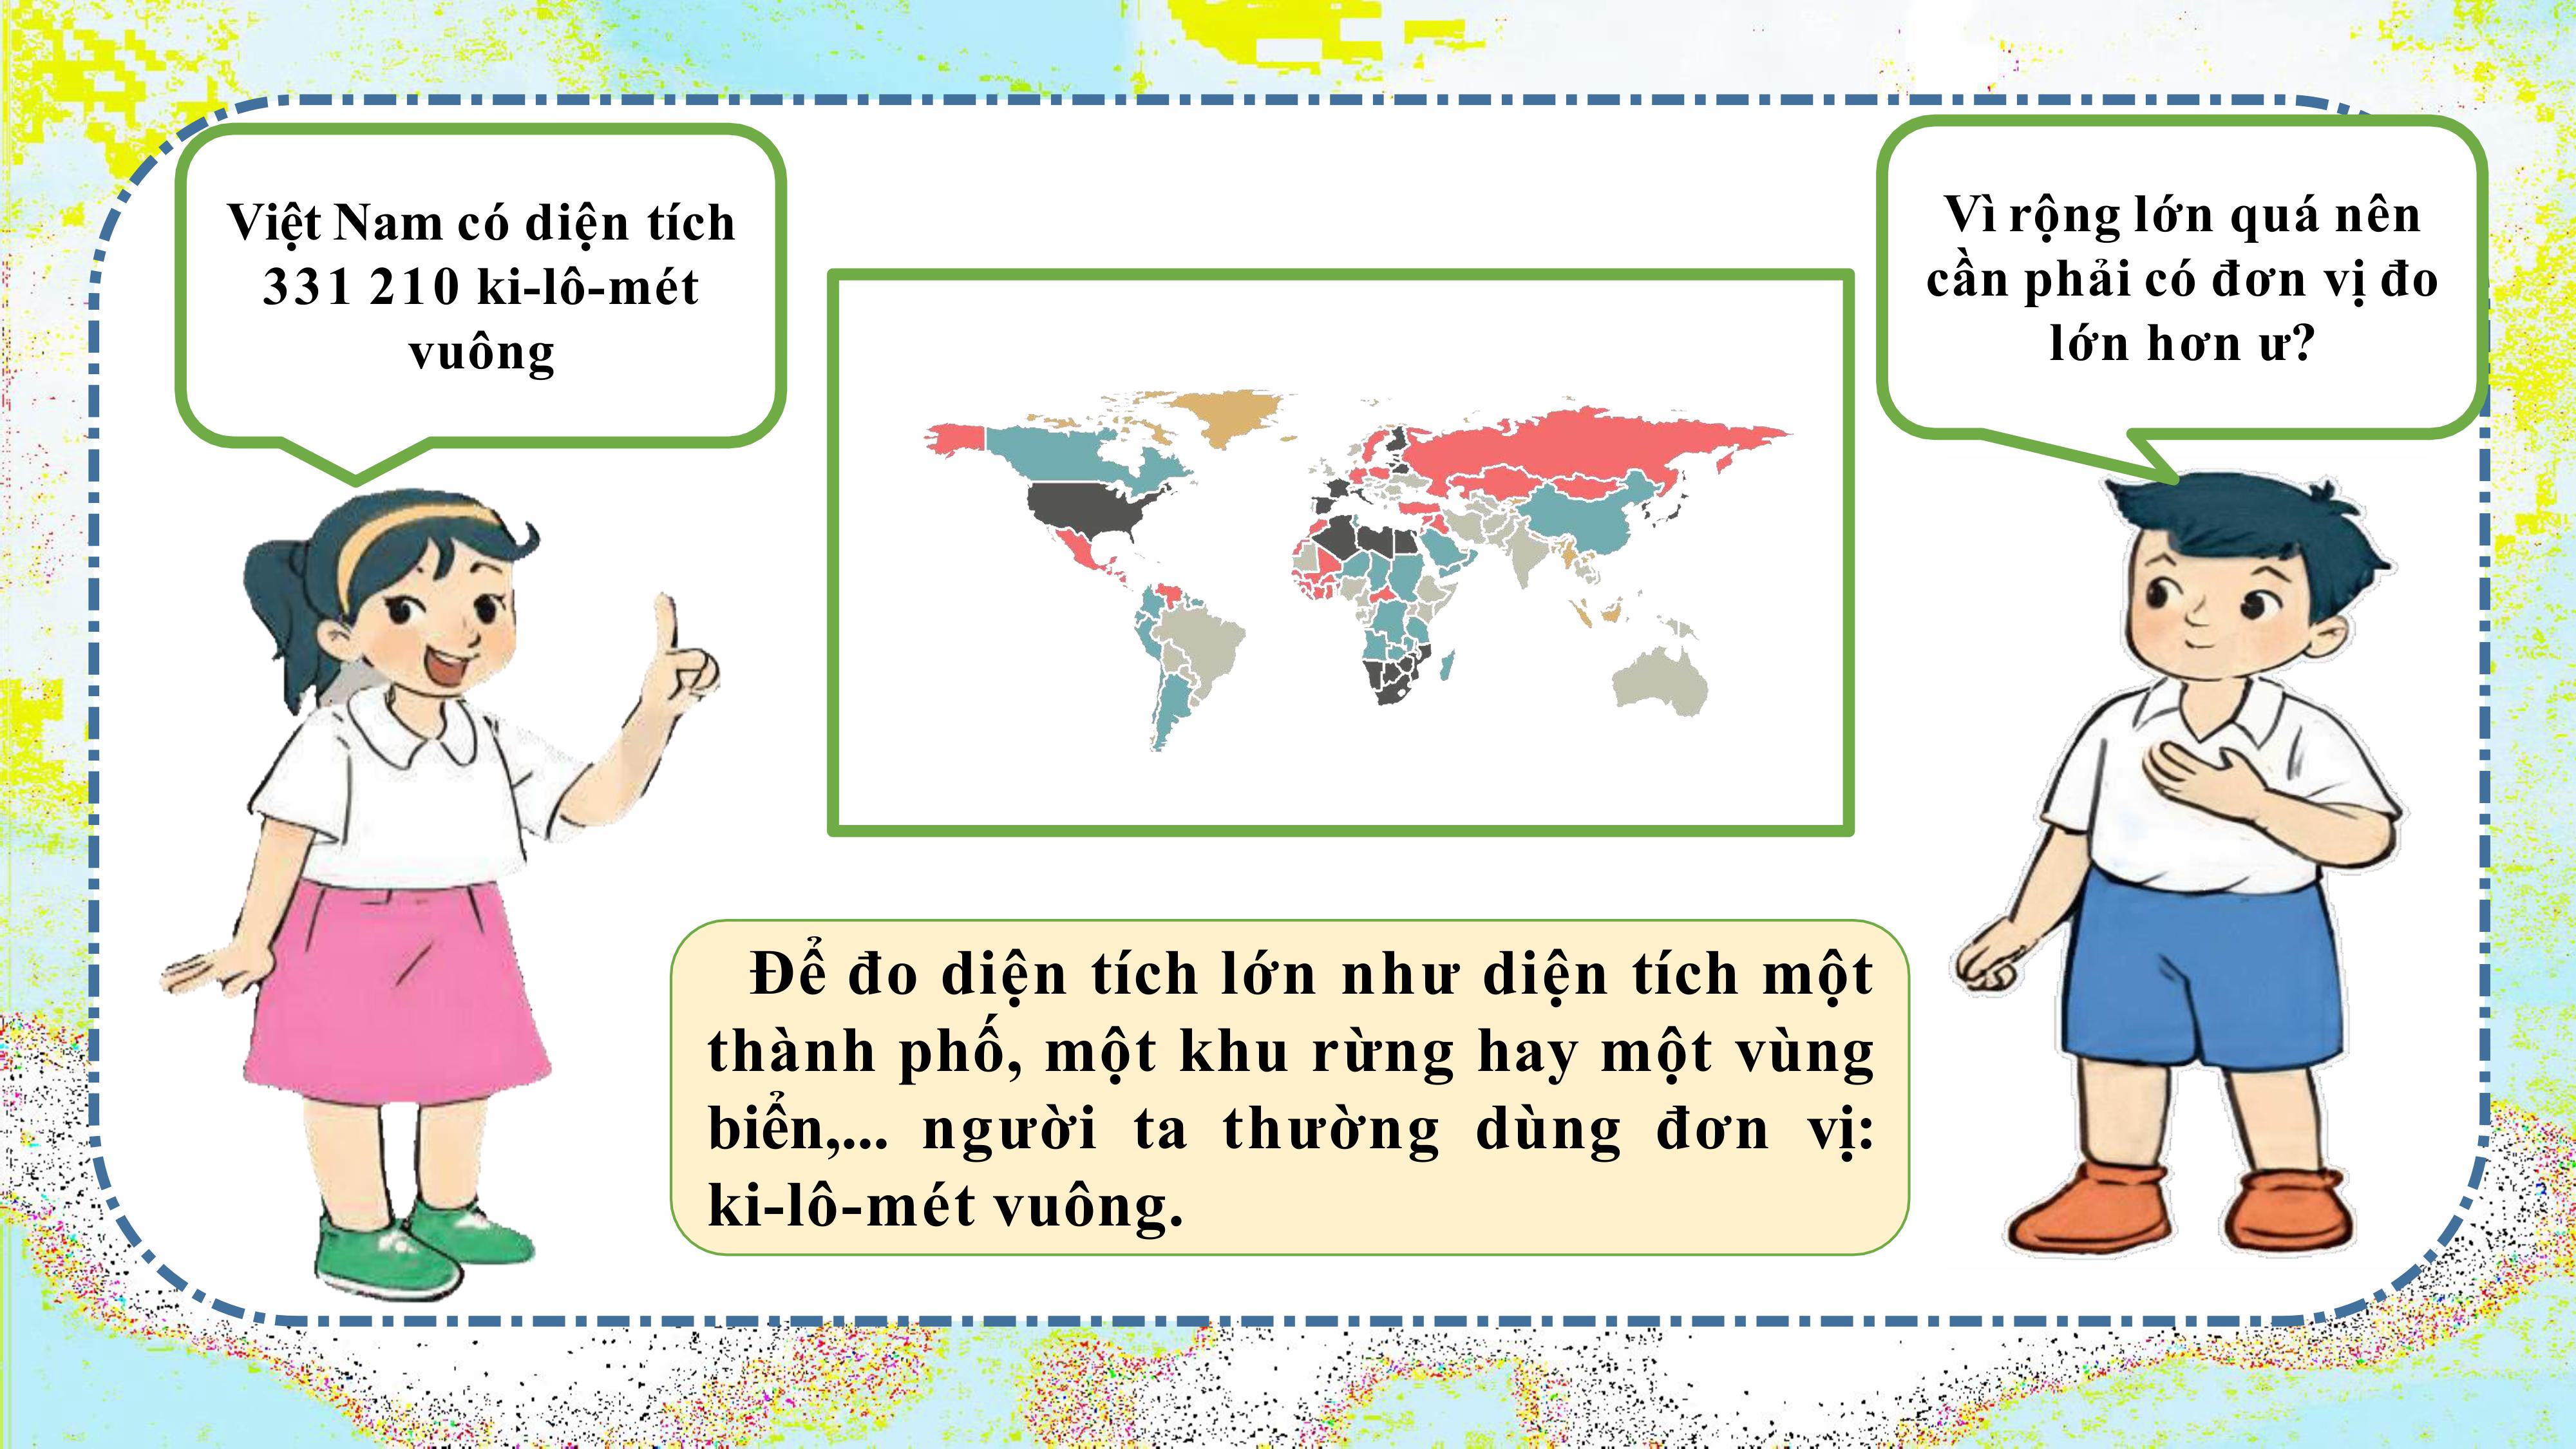 Việt Nam có diện tích
331 210 ki-lô-mét
vuông
Vì rộng lớn quá nên
cần phải có đơn vị đo
lớn hơn ư?
Để đo diện tích lớn như diện tích một
thành phố, một khu rừng hay một vùng
biển,... người ta thường dùng đơn vị:
ki-lô-mét vuông.